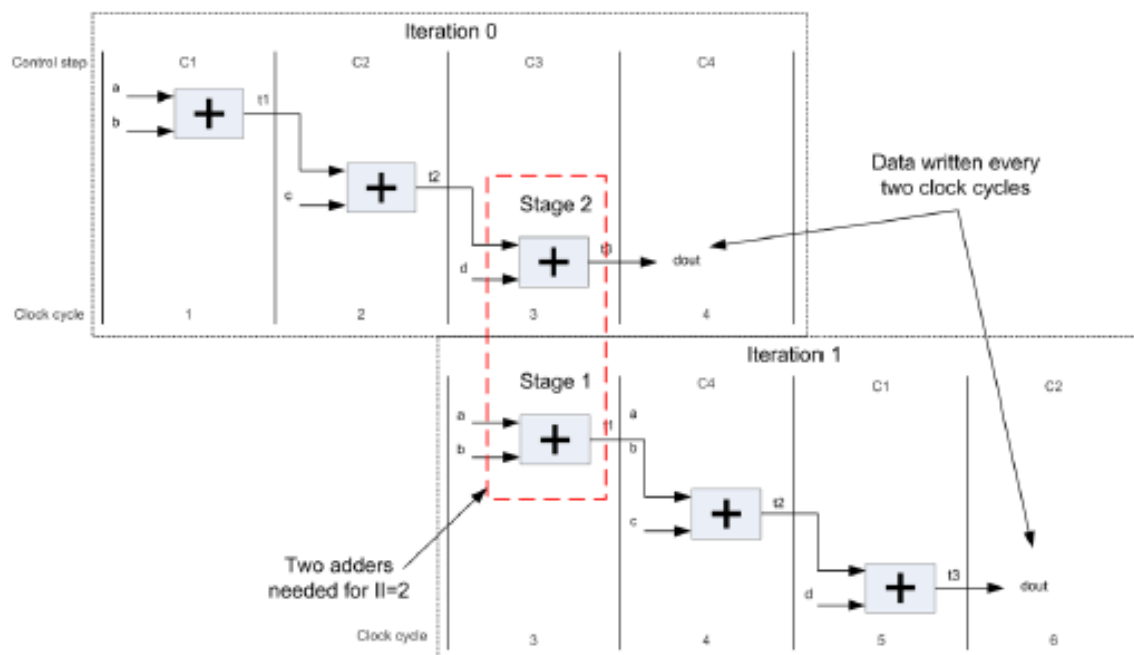 Iteration 0
Control step C1 C2 C3 C4
a
b
t1
c
t2
Stage 2
d
t3
dout
Data written every
two clock cycles
Clock cycle 1 2 3 4
Iteration 1
Stage 1 C4 C1 C2
a
b
t1
a
b
c
t2
d
t3
dout
Two adders
needed for II=2
Clock cycle 3 4 5 6